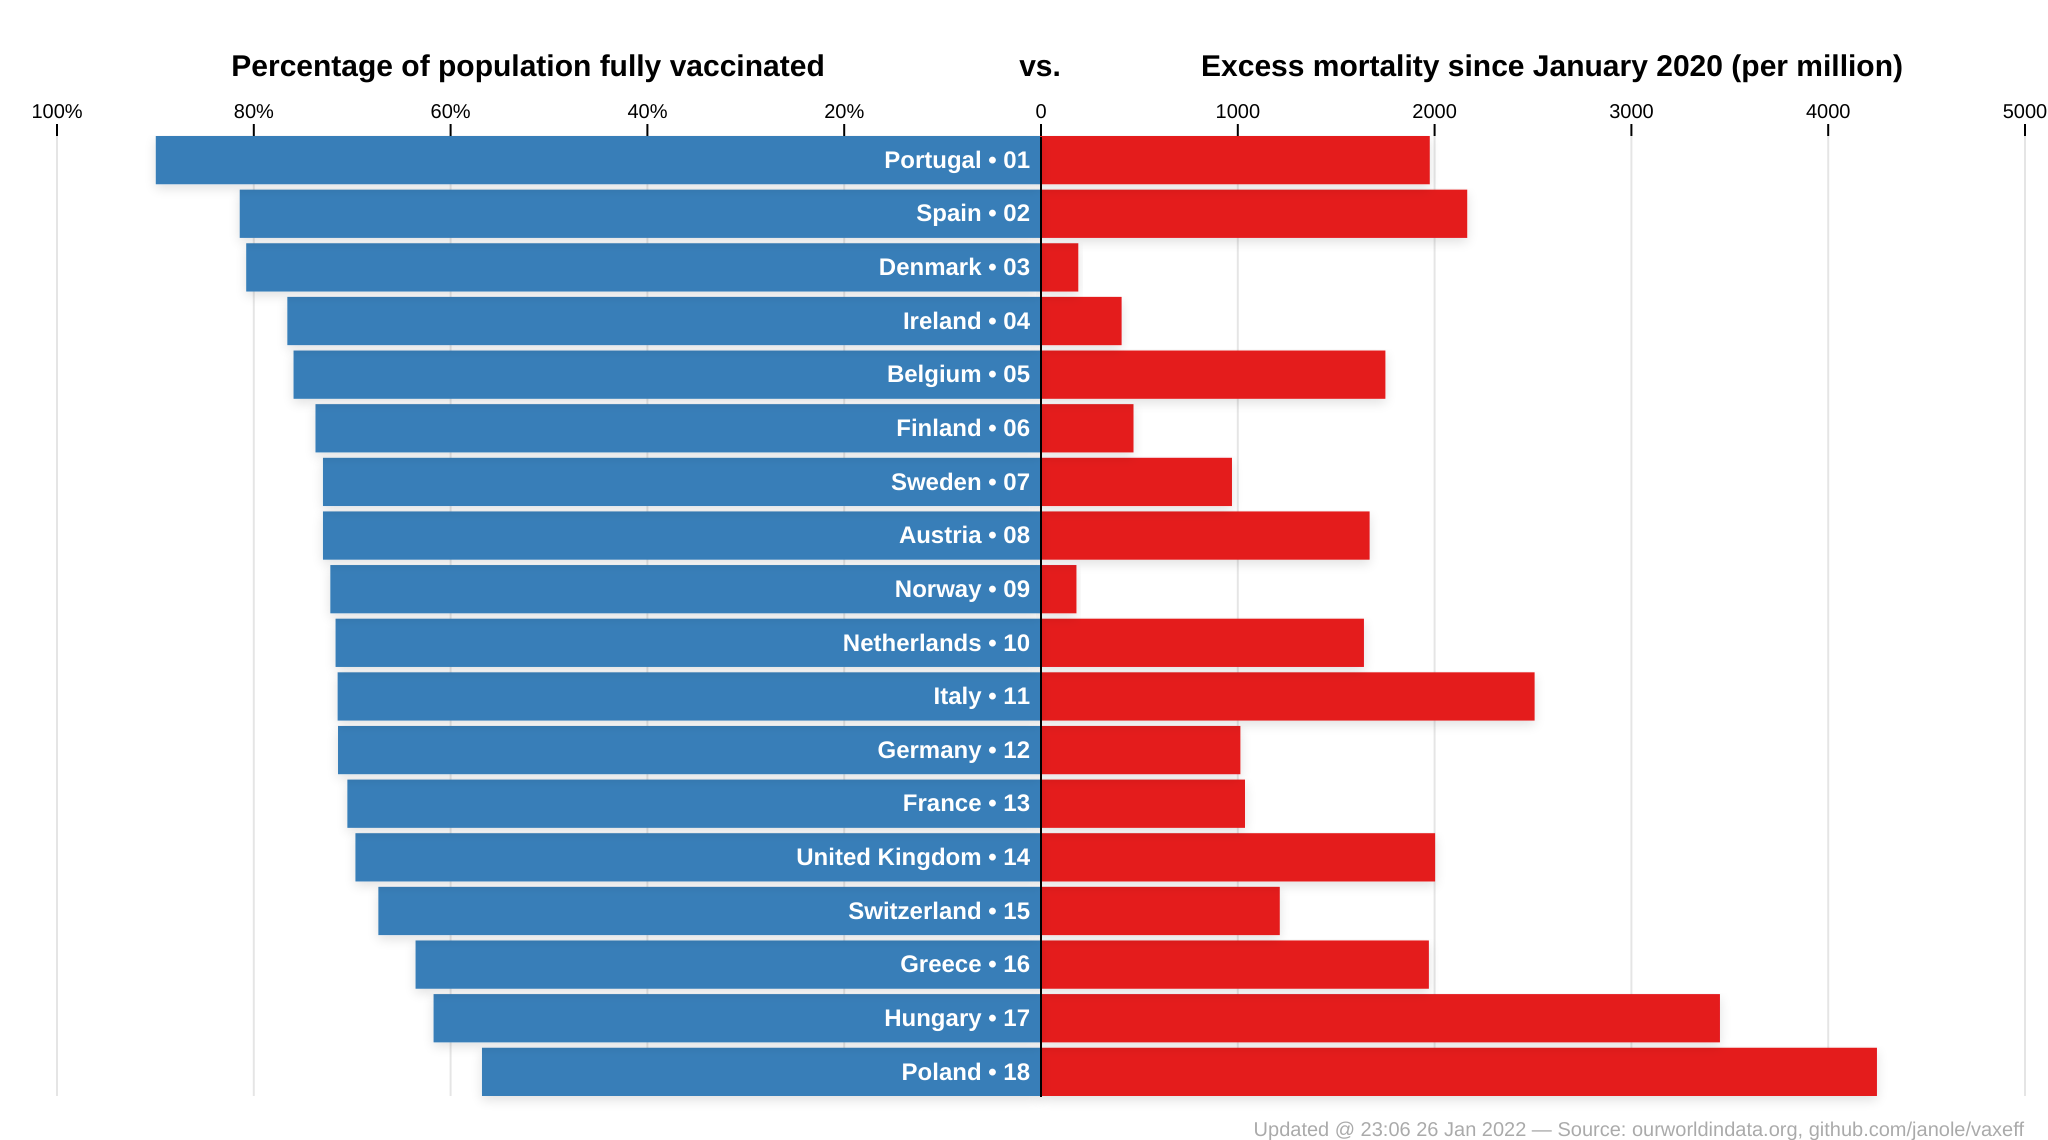 Percentage of population fully vaccinated vs. Excess mortality since January 2020 (per million)
100% 80% 60% 40% 20% 0 1000 2000 3000 4000 5000
Portugal • 01
Spain • 02
Denmark • 03
Ireland • 04
Belgium • 05
Finland • 06
Sweden • 07
Austria • 08
Norway • 09
Netherlands • 10
Italy • 11
Germany • 12
France • 13
United Kingdom • 14
Switzerland • 15
Greece • 16
Hungary • 17
Poland • 18
Updated @ 23:06 26 Jan 2022 — Source: ourworldindata.org, github.com/janole/vaxeff